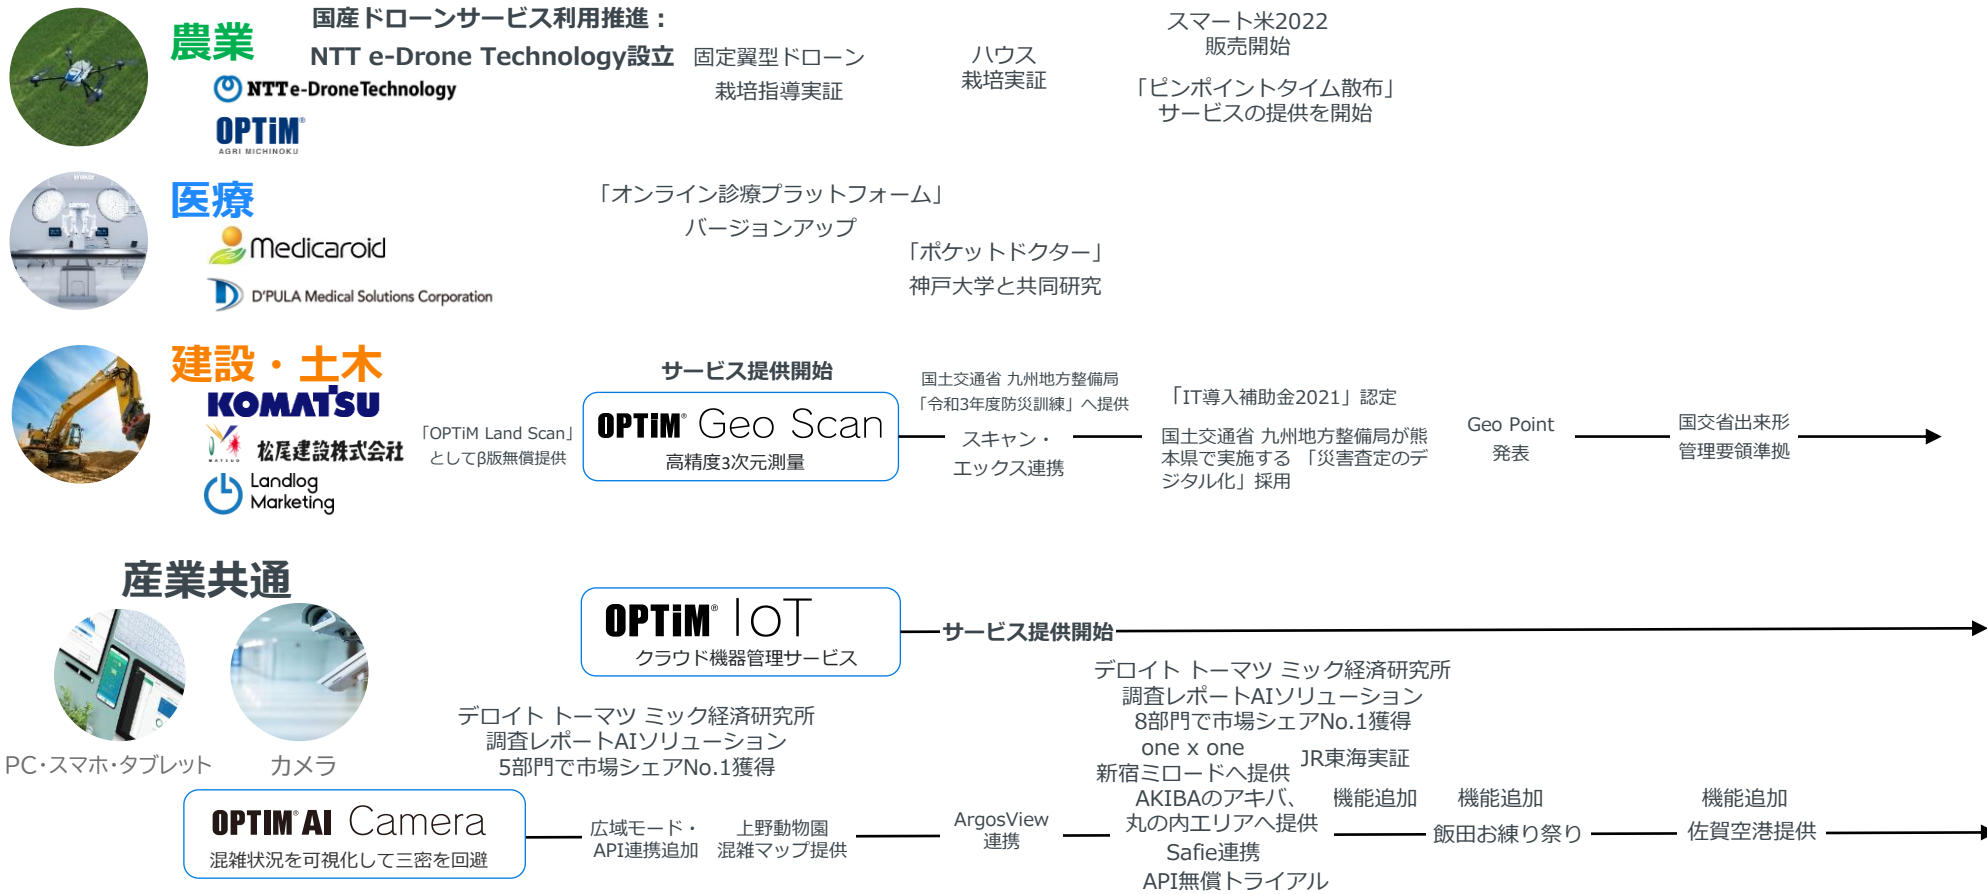 農業
国産ドローンサービス利用推進：
NTT e-Drone Technology設立
NTT e-Drone Technology
OPTiM®
AGRI MICHINOKU
固定翼型ドローン
栽培指導実証
ハウス
栽培実証
スマート米2022
販売開始
「ピンポイントタイム散布」
サービスの提供を開始
医療
Medicaroid
D'PULA Medical Solutions Corporation
「オンライン診療プラットフォーム」
バージョンアップ
「ポケットドクター」
神戸大学と共同研究
建設・土木
KOMATSU
MATSUO
松尾建設株式会社
Landlog
Marketing
「OPTiM Land Scan」
としてβ版無償提供
サービス提供開始
OPTiM® Geo Scan
高精度3次元測量
国土交通省 九州地方整備局
「令和3年度防災訓練」へ提供
スキャン・
エックス連携
「IT導入補助金2021」認定
国土交通省 九州地方整備局が熊
本県で実施する 「災害査定のデ
ジタル化」採用
Geo Point
発表
国交省出来形
管理要領準拠
産業共通
PC・スマホ・タブレット
カメラ
OPTiM® IoT
クラウド機器管理サービス
サービス提供開始
デロイト トーマツ ミック経済研究所
調査レポートAIソリューション
5部門で市場シェアNo.1獲得
デロイト トーマツ ミック経済研究所
調査レポートAIソリューション
8部門で市場シェアNo.1獲得
one x one
新宿ミロードへ提供
JR東海実証
OPTiM® AI Camera
混雑状況を可視化して三密を回避
広域モード・
API連携追加
上野動物園
混雑マップ提供
ArgosView
連携
AKIBAのアキバ、
丸の内エリアへ提供
Safie連携
API無償トライアル
機能追加
機能追加
飯田お練り祭り
機能追加
佐賀空港提供